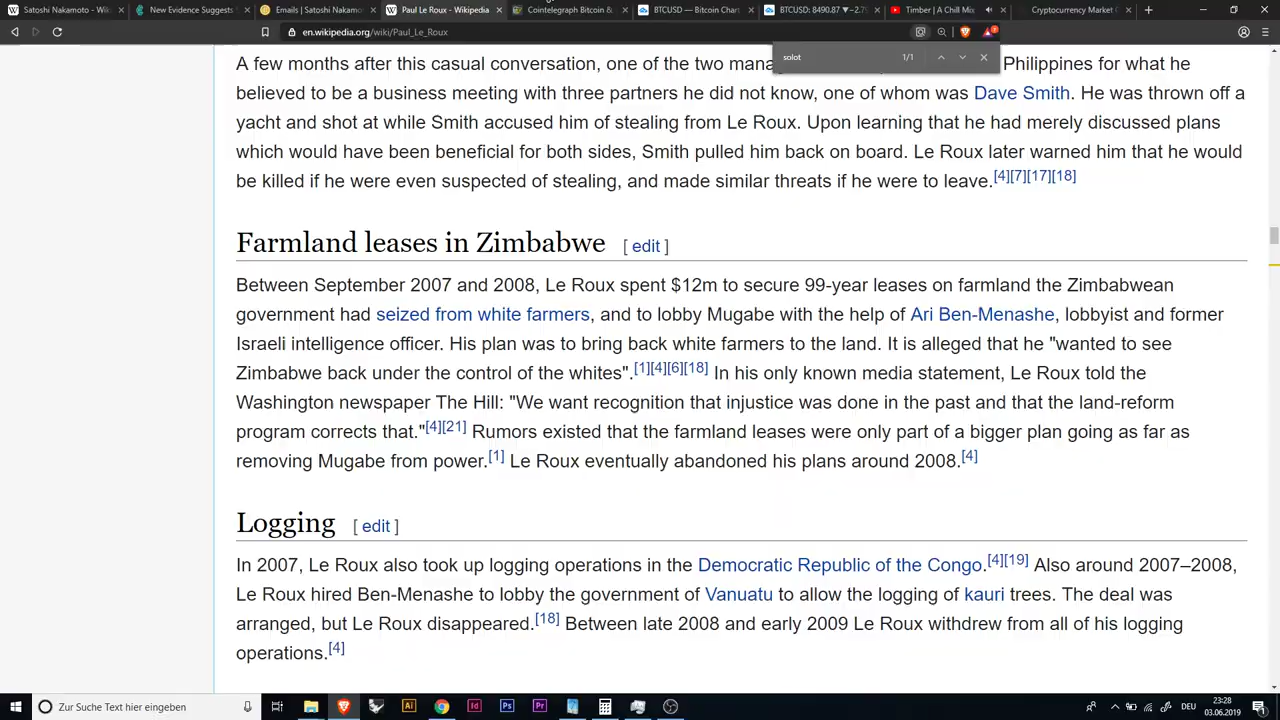 Satoshi Nakamoto - Wikipedia
New Evidence Suggests S
Emails | Satoshi Nakamo
Paul Le Roux - Wikipedia
Cointelegraph Bitcoin &
BTCUSD — Bitcoin Chart
BTCUSD: 8490.87 ▼−2.75
Timber | A Chill Mix
Cryptocurrency Market
en.wikipedia.org/wiki/Paul_Le_Roux
solot 1/1
A few months after this casual conversation, one of the two mana Philippines for what he
believed to be a business meeting with three partners he did not know, one of whom was Dave Smith. He was thrown off a
yacht and shot at while Smith accused him of stealing from Le Roux. Upon learning that he had merely discussed plans
which would have been beneficial for both sides, Smith pulled him back on board. Le Roux later warned him that he would
be killed if he were even suspected of stealing, and made similar threats if he were to leave.[4][7][17][18]
Farmland leases in Zimbabwe [ edit ]
Between September 2007 and 2008, Le Roux spent $12m to secure 99-year leases on farmland the Zimbabwean
government had seized from white farmers, and to lobby Mugabe with the help of Ari Ben-Menashe, lobbyist and former
Israeli intelligence officer. His plan was to bring back white farmers to the land. It is alleged that he "wanted to see
Zimbabwe back under the control of the whites".[1][4][6][18] In his only known media statement, Le Roux told the
Washington newspaper The Hill: "We want recognition that injustice was done in the past and that the land-reform
program corrects that."[4][21] Rumors existed that the farmland leases were only part of a bigger plan going as far as
removing Mugabe from power.[1] Le Roux eventually abandoned his plans around 2008.[4]
Logging [ edit ]
In 2007, Le Roux also took up logging operations in the Democratic Republic of the Congo.[4][19] Also around 2007–2008,
Le Roux hired Ben-Menashe to lobby the government of Vanuatu to allow the logging of kauri trees. The deal was
arranged, but Le Roux disappeared.[18] Between late 2008 and early 2009 Le Roux withdrew from all of his logging
operations.[4]
Zur Suche Text hier eingeben
Ai
Id
Ps
Pr
DEU
23:28
03.06.2019